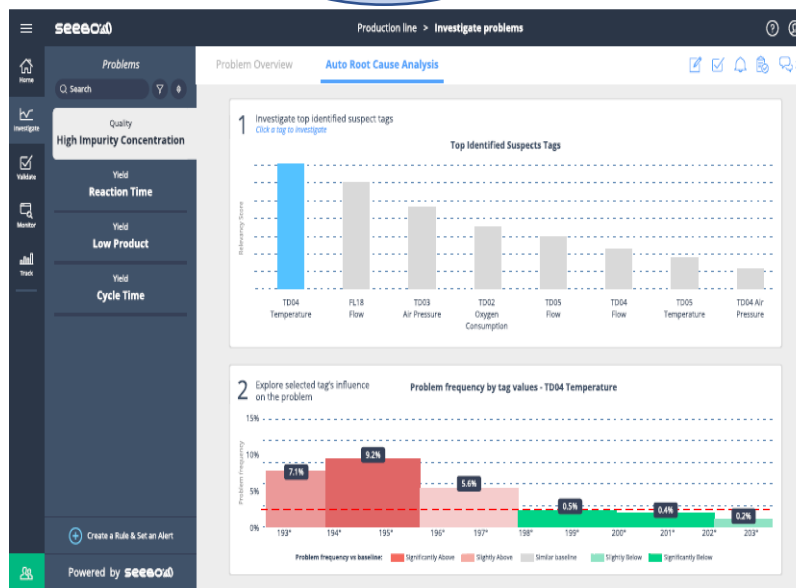 seebo
Production line > Investigate problems
Home
Investigate
Validate
Monitor
Track
Problems
Search
Quality
High Impurity Concentration
Yield
Reaction Time
Yield
Low Product
Yield
Cycle Time
Create a Rule & Set an Alert
Powered by seebo
Problem Overview
Auto Root Cause Analysis
1
Investigate top identified suspect tags
Click a tag to investigate
Top Identified Suspects Tags
Relevancy Score
TD04
Temperature
FL18
Flow
TD03
Air Pressure
TD02
Oxygen
Consumption
TD05
Flow
TD04
Flow
TD05
Temperature
TD04 Air
Pressure
2
Explore selected tag's influence
on the problem
Problem frequency by tag values - TD04 Temperature
Problem frequency
15%
10%
5%
0%
7.1%
9.2%
5.6%
0.5%
0.4%
0.2%
193° 194° 195° 196° 197° 198° 199° 200° 201° 202° 203°
Problem frequency vs baseline: Significantly Above Slightly Above Similar baseline Slightly Below Significantly Below